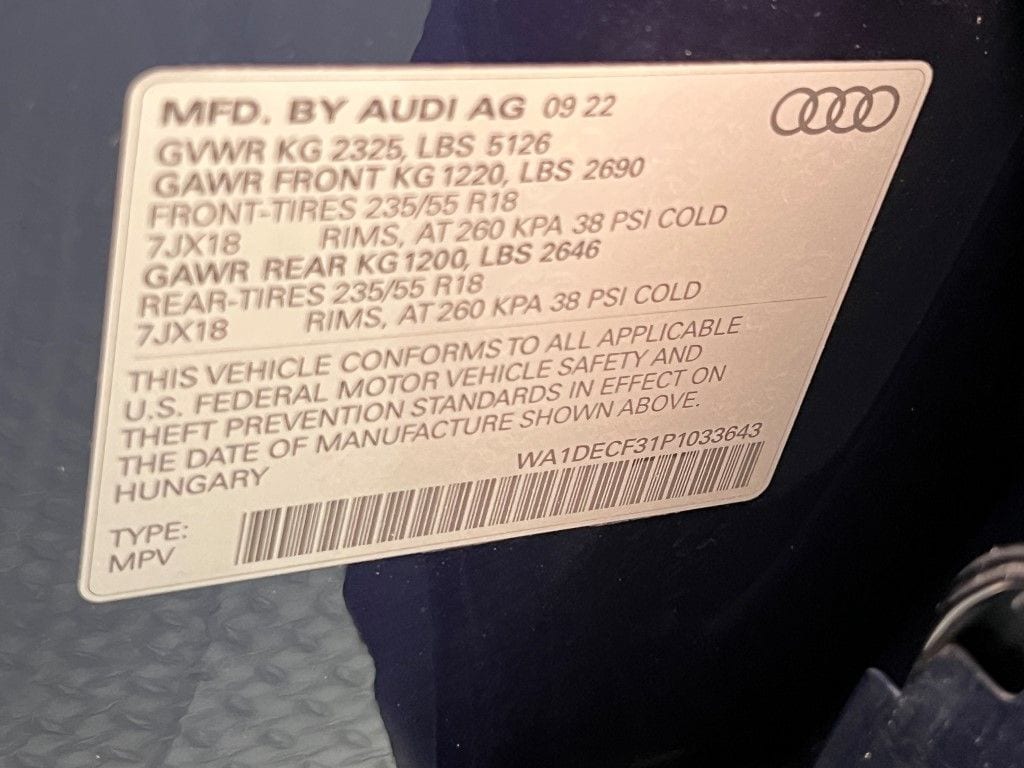 MFD. BY AUDI AG 09 22
GVWR KG 2325, LBS 5126
GAWR FRONT KG 1220, LBS 2690
FRONT-TIRES 235/55 R18
7JX18 RIMS, AT 260 KPA 38 PSI COLD
GAWR REAR KG 1200, LBS 2646
REAR-TIRES 235/55 R18
7JX18 RIMS, AT 260 KPA 38 PSI COLD
THIS VEHICLE CONFORMS TO ALL APPLICABLE
U.S. FEDERAL MOTOR VEHICLE SAFETY AND
THEFT PREVENTION STANDARDS IN EFFECT ON
THE DATE OF MANUFACTURE SHOWN ABOVE.
HUNGARY WA1DECF31P1033643
TYPE:
MPV